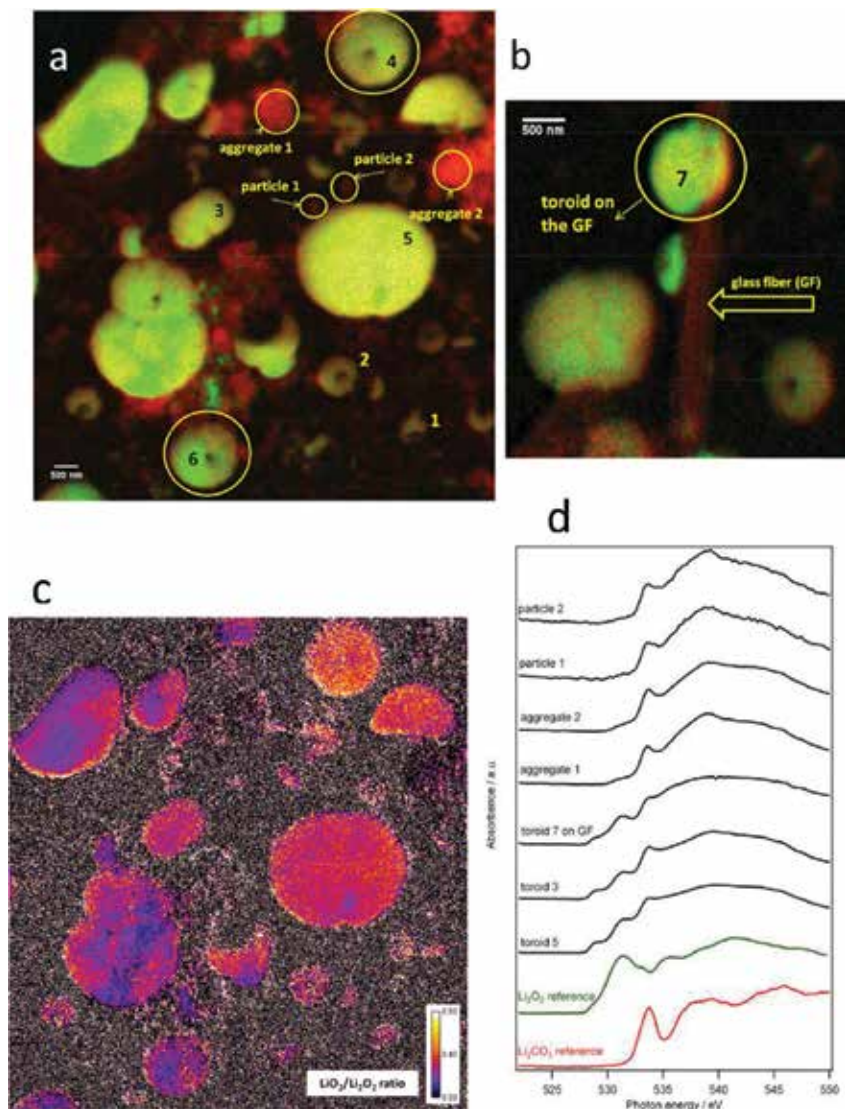 a
4
aggregate 1
particle 2
particle 1
aggregate 2
3
5
2
1
6
500 nm
b
500 nm
7
toroid on
the GF
glass fiber (GF)
c
LiO₂/Li₂O₂ ratio
d
particle 2
particle 1
aggregate 2
aggregate 1
toroid 7 on GF
toroid 3
toroid 5
Li₂O₂ reference
Li₂CO₃ reference
Absorbence / a.u.
525 530 535 540 545 550
Photon energy / eV